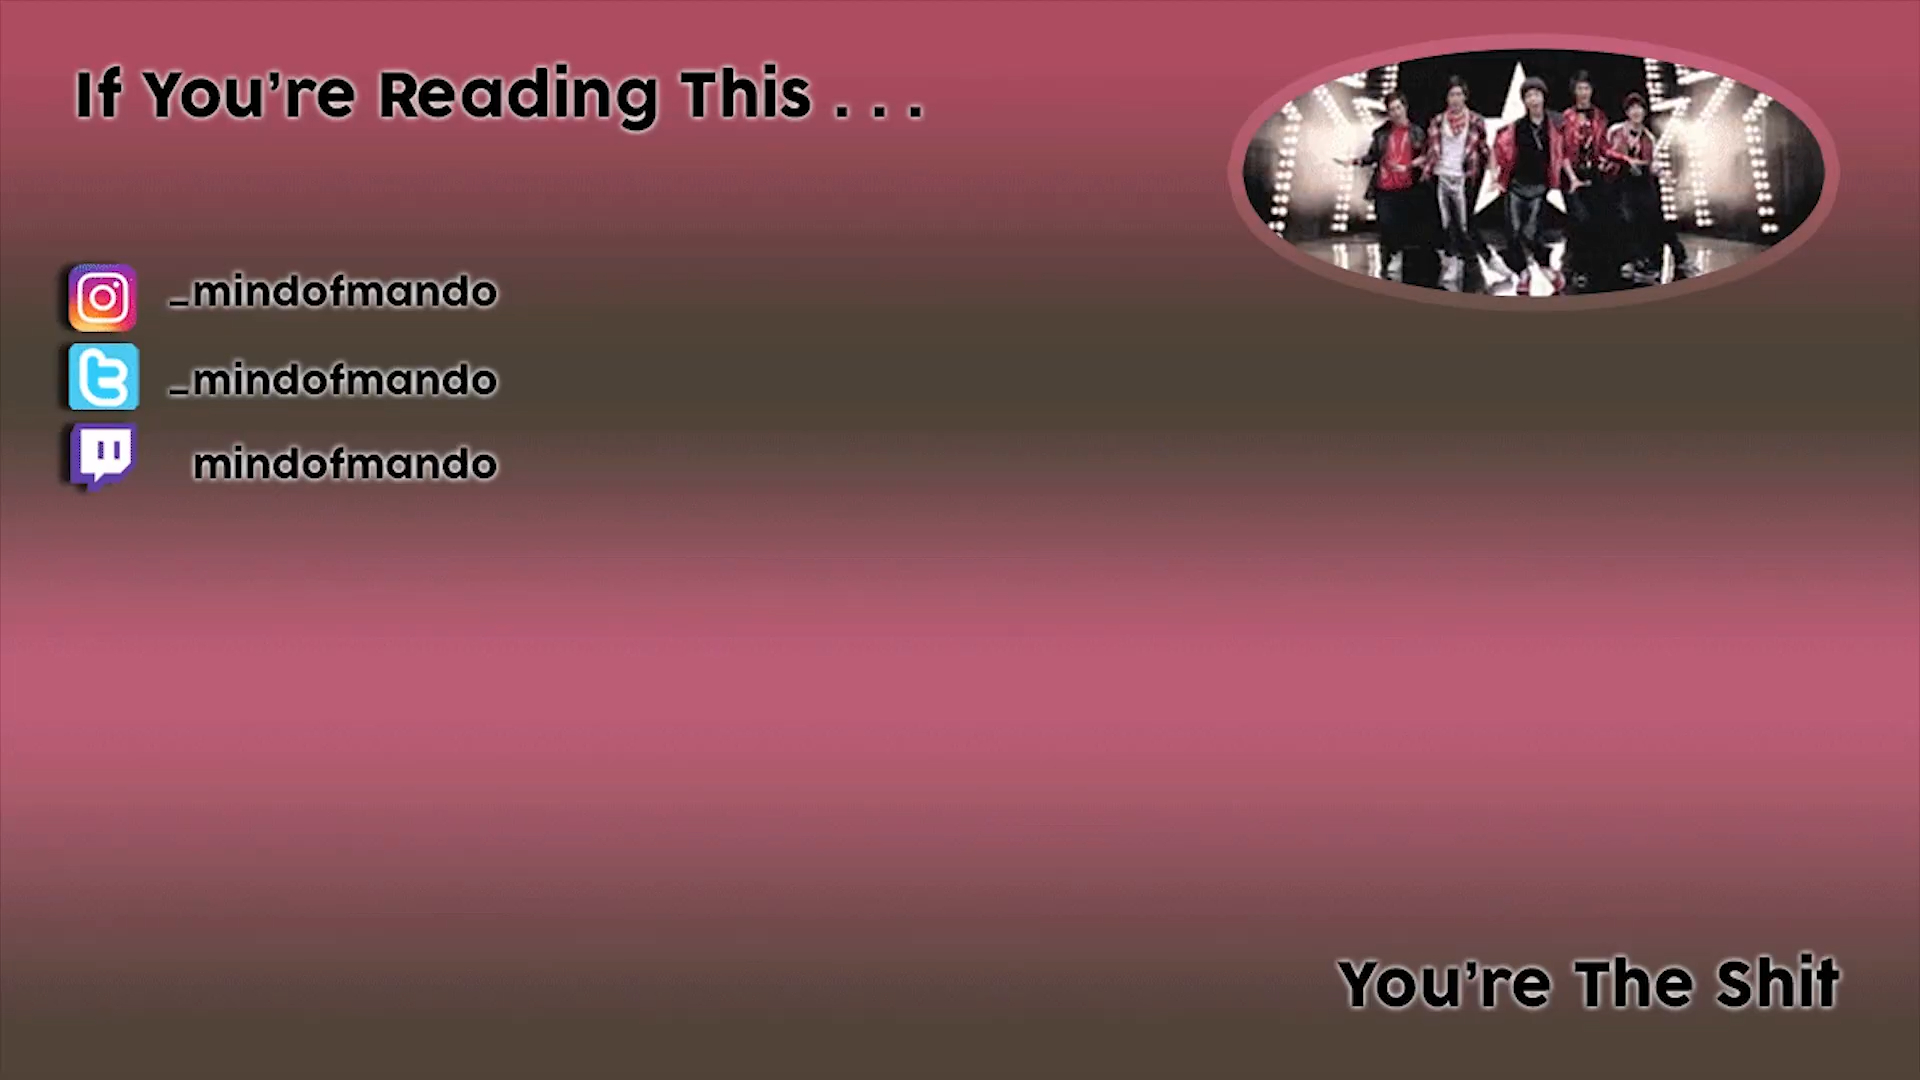 If You’re Reading This . . .
_mindofmando
_mindofmando
mindofmando
You’re The Shit